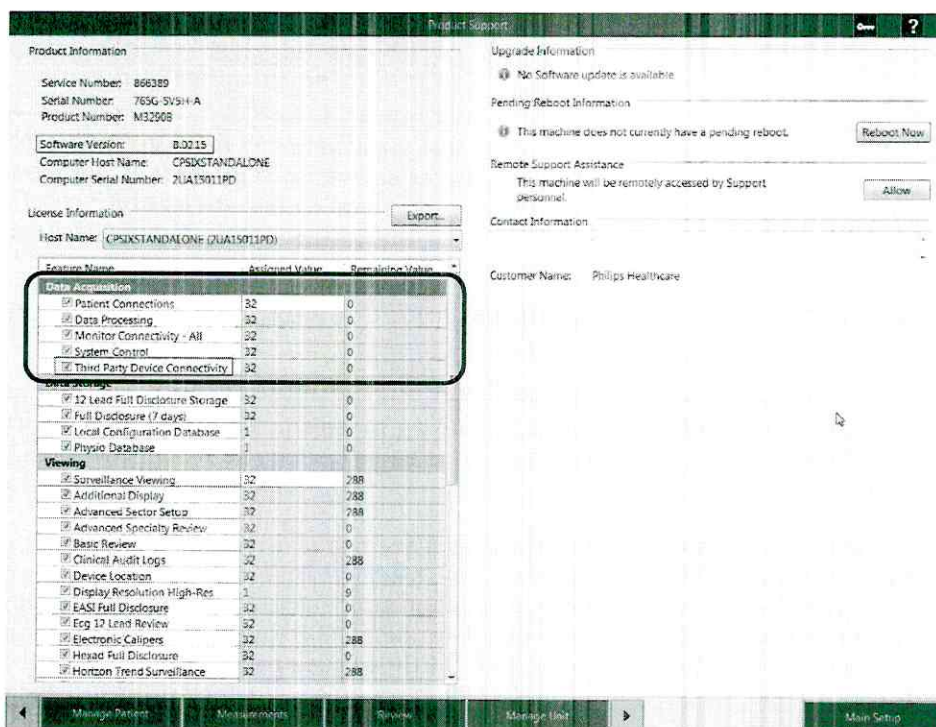 Product Support
?
Product Information
Service Number: 866389
Serial Number: 765G-5V5H-A
Product Number: M3290B
Software Version: B.02.15
Computer Host Name: CPSIXSTANDALONE
Computer Serial Number: 2UA15011PD
License Information
Export...
Host Name: CPSIXSTANDALONE (2UA15011PD)
Feature Name Assigned Value Remaining Value
Data Acquisition
Patient Connections 32 0
Data Processing 32 0
Monitor Connectivity - All 32 0
System Control 32 0
Third Party Device Connectivity 32 0
Data Storage
12 Lead Full Disclosure Storage 32 0
Full Disclosure (7 days) 32 0
Local Configuration Database 1 0
Physio Database 1 0
Viewing
Surveillance Viewing 32 288
Additional Display 32 288
Advanced Sector Setup 32 288
Advanced Specialty Review 32 0
Basic Review 32 0
Clinical Audit Logs 32 288
Device Location 32 0
Display Resolution High-Res 1 9
EASI Full Disclosure 32 0
Ecg 12 Lead Review 32 0
Electronic Calipers 32 288
Hexad Full Disclosure 32 0
Horizon Trend Surveillance 32 288
Upgrade Information
No Software update is available
Pending Reboot Information
This machine does not currently have a pending reboot.
Reboot Now
Remote Support Assistance
This machine will be remotely accessed by Support
personnel.
Allow
Contact Information
Customer Name: Philips Healthcare
Manage Patient
Measurements
Review
Manage Unit
Main Setup